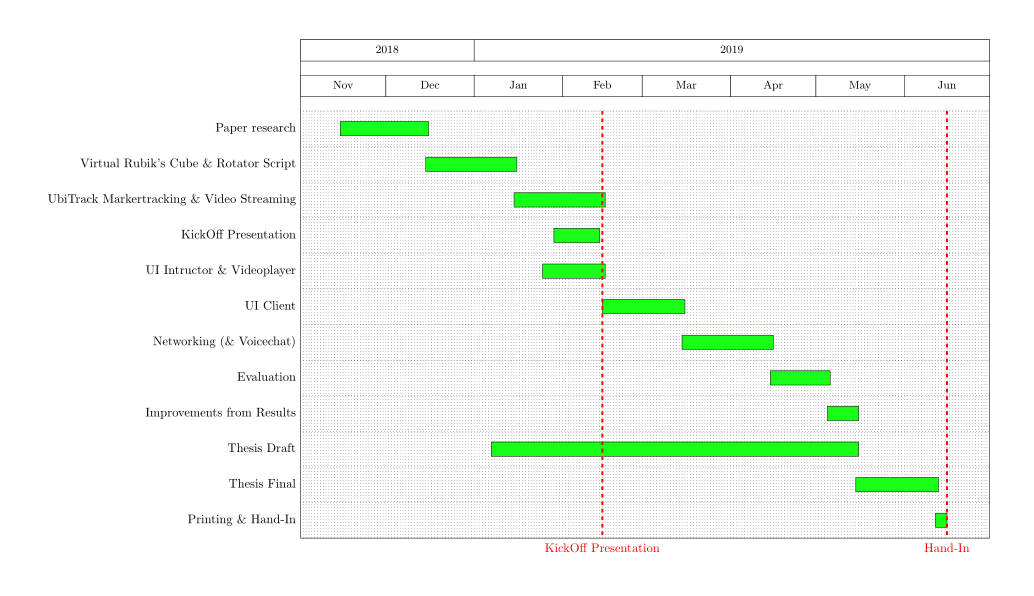 2018 2019
Nov Dec Jan Feb Mar Apr May Jun
Paper research
Virtual Rubik's Cube & Rotator Script
UbiTrack Markertracking & Video Streaming
KickOff Presentation
UI Intructor & Videoplayer
UI Client
Networking (& Voicechat)
Evaluation
Improvements from Results
Thesis Draft
Thesis Final
Printing & Hand-In
KickOff Presentation Hand-In